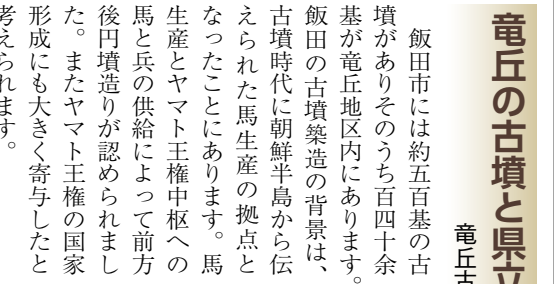 竜丘の古墳と県立
竜丘古
飯田市には約五百基の古
墳がありそのうち百四十余
基が竜丘地区内にあります。
飯田の古墳築造の背景は、
古墳時代に朝鮮半島から伝
えられた馬生産の拠点と
なったことにあります。馬
生産とヤマト王権中枢への
馬と兵の供給によって前方
後円墳造りが認められまし
た。またヤマト王権の国家
形成にも大きく寄与したと
考えられます。